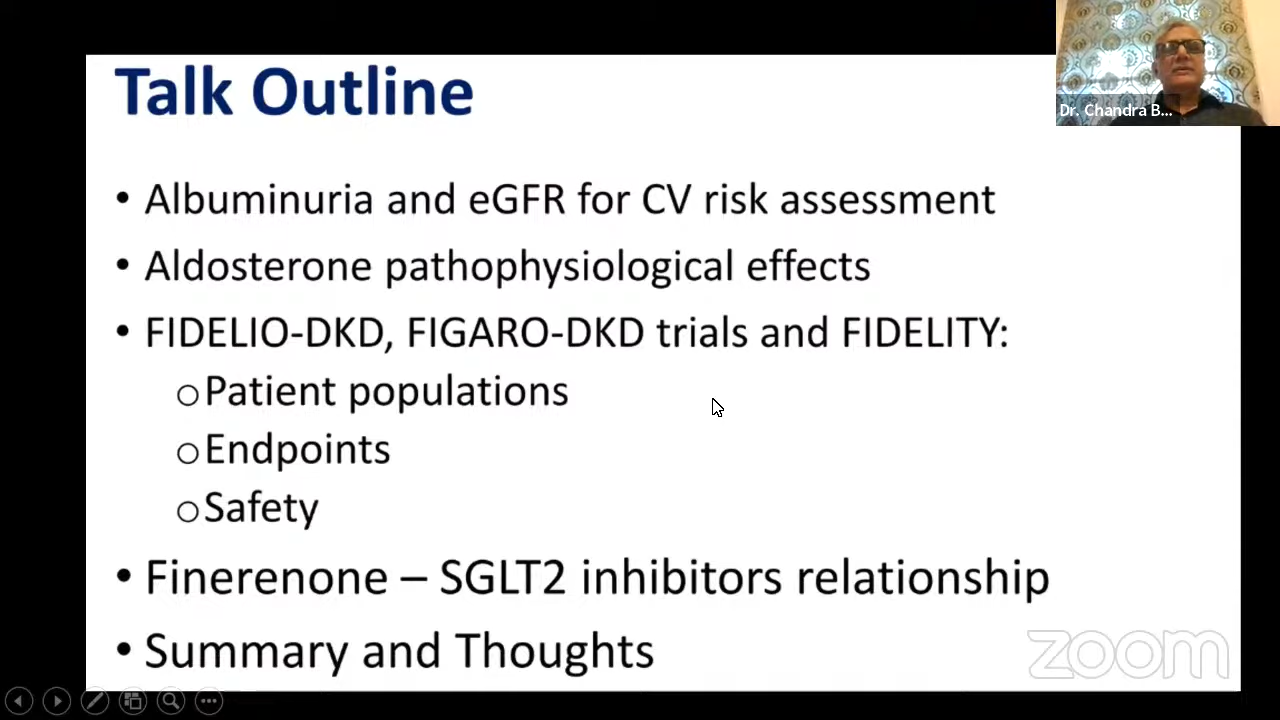 Talk Outline
Dr. Chandra B...
• Albuminuria and eGFR for CV risk assessment
• Aldosterone pathophysiological effects
• FIDELIO-DKD, FIGARO-DKD trials and FIDELITY:
o Patient populations
o Endpoints
o Safety
• Finerenone – SGLT2 inhibitors relationship
• Summary and Thoughts
zoom